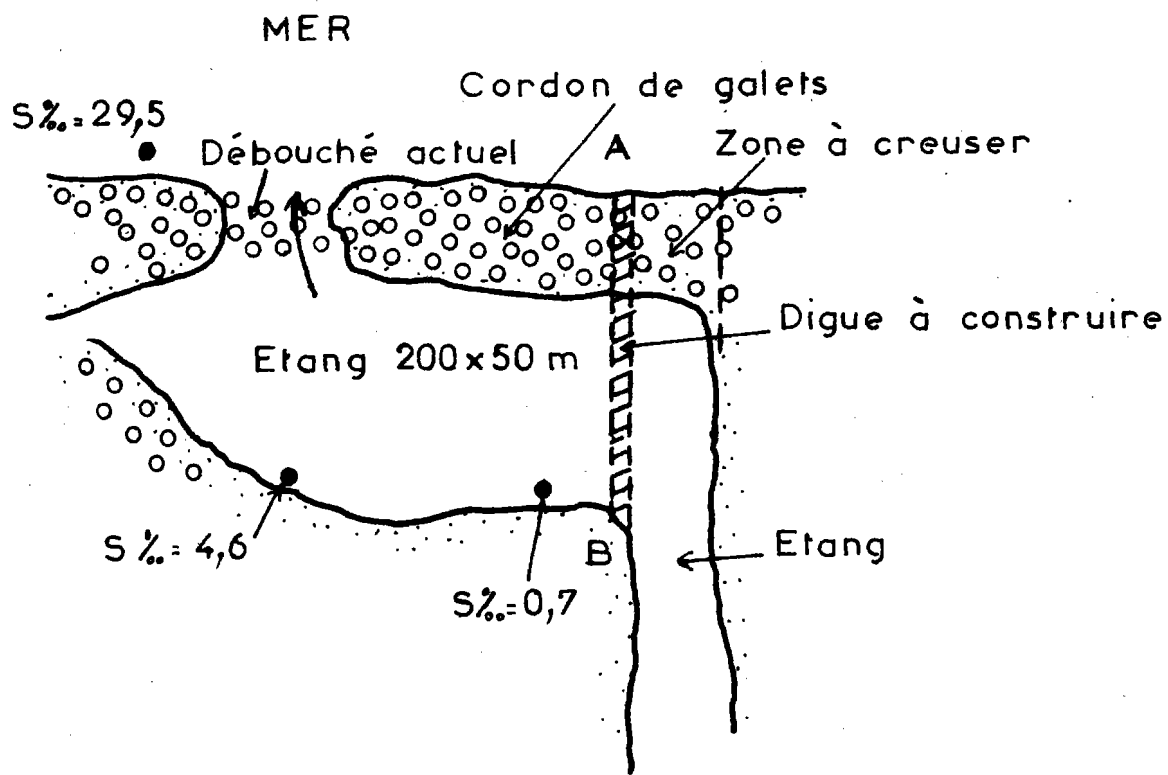 MER
Cordon de galets
S‰=29,5
Débouché actuel
A
Zone à creuser
Digue à construire
Etang 200x50 m
S‰=4,6
B
Etang
S‰=0,7